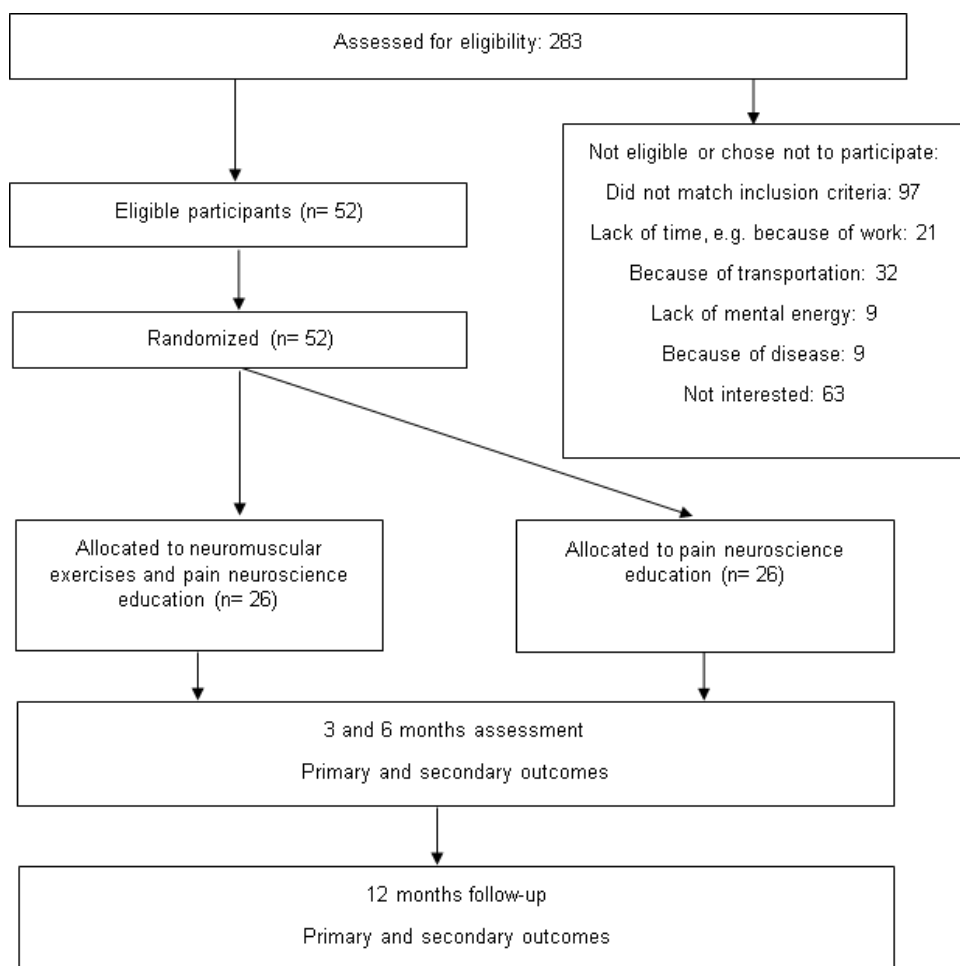 Assessed for eligibility: 283
Not eligible or chose not to participate:
Did not match inclusion criteria: 97
Lack of time, e.g. because of work: 21
Because of transportation: 32
Lack of mental energy: 9
Because of disease: 9
Not interested: 63
Eligible participants (n= 52)
Randomized (n= 52)
Allocated to neuromuscular
exercises and pain neuroscience
education (n= 26)
Allocated to pain neuroscience
education (n= 26)
3 and 6 months assessment
Primary and secondary outcomes
12 months follow-up
Primary and secondary outcomes